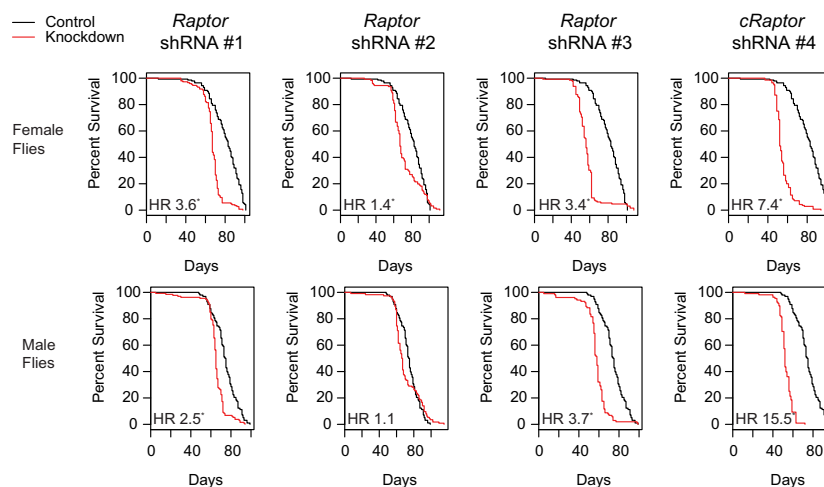 Control
Knockdown
Raptor
shRNA #1
Raptor
shRNA #2
Raptor
shRNA #3
cRaptor
shRNA #4
Female
Flies
Percent Survival
100
80
60
40
20
0
HR 3.6*
0 40 80
Days
Percent Survival
100
80
60
40
20
0
HR 1.4*
0 40 80
Days
Percent Survival
100
80
60
40
20
0
HR 3.4*
0 40 80
Days
Percent Survival
100
80
60
40
20
0
HR 7.4*
0 40 80
Days
Male
Flies
Percent Survival
100
80
60
40
20
0
HR 2.5*
0 40 80
Days
Percent Survival
100
80
60
40
20
0
HR 1.1
0 40 80
Days
Percent Survival
100
80
60
40
20
0
HR 3.7*
0 40 80
Days
Percent Survival
100
80
60
40
20
0
HR 15.5*
0 40 80
Days